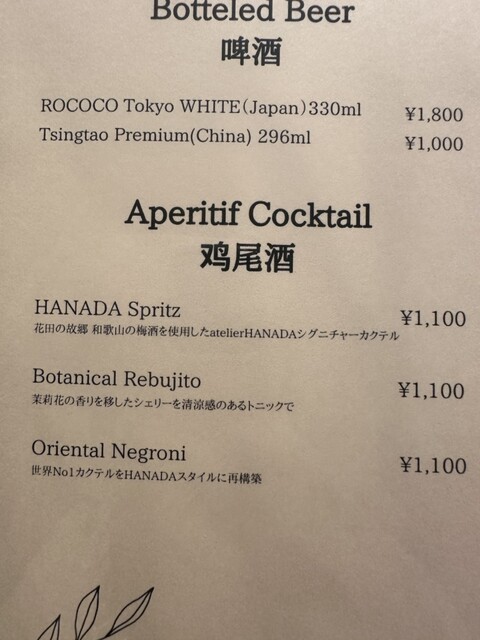 Botteled Beer
啤酒
ROCOCO Tokyo WHITE(Japan)330ml ¥1,800
Tsingtao Premium(China) 296ml ¥1,000
Aperitif Cocktail
鸡尾酒
HANADA Spritz ¥1,100
花田の故郷 和歌山の梅酒を使用したatelierHANADAシグニチャーカクテル
Botanical Rebujito ¥1,100
茉莉花の香りを移したシェリーを清涼感のあるトニックで
Oriental Negroni ¥1,100
世界No1カクテルをHANADAスタイルに再構築